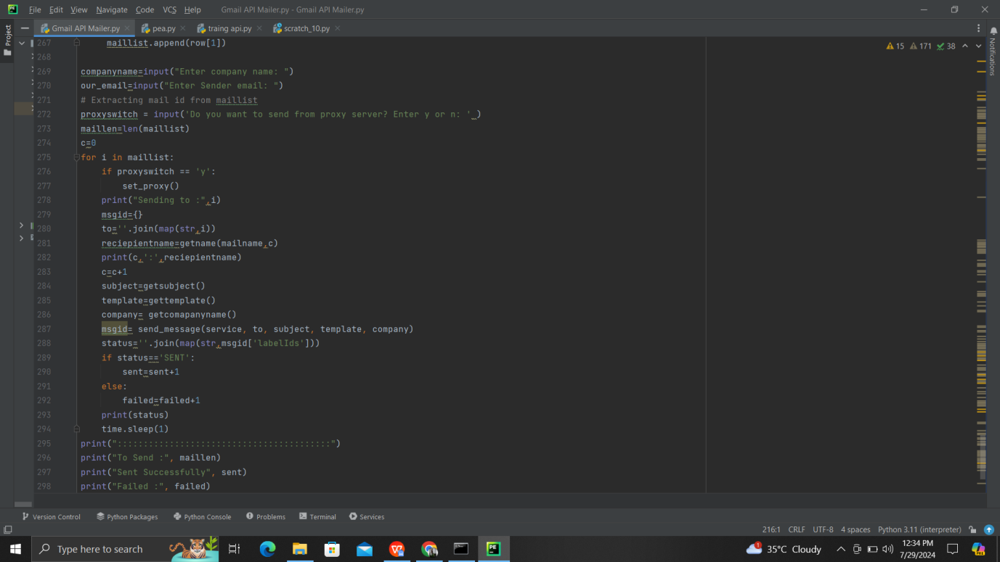 File Edit View Navigate Code VCS Help Gmail API Mailer.py - Gmail API Mailer.py
Project
Gmail API Mailer.py pea.py traing api.py scratch_10.py
Notifications
15 171 38
267 maillist.append(row[1])
268
269 companyname=input("Enter company name: ")
270 our_email=input("Enter Sender email: ")
271 # Extracting mail id from maillist
272 proxyswitch = input('Do you want to send from proxy server? Enter y or n: ' )
273 maillen=len(maillist)
274 c=0
275 for i in maillist:
276 if proxyswitch == 'y':
277 set_proxy()
278 print("Sending to :",i)
279 msgid={}
280 to=''.join(map(str,i))
281 reciepientname=getname(mailname,c)
282 print(c,':',reciepientname)
283 c=c+1
284 subject=getsubject()
285 template=gettemplate()
286 company= getcomapanyname()
287 msgid= send_message(service, to, subject, template, company)
288 status=''.join(map(str,msgid['labelIds']))
289 if status=='SENT':
290 sent=sent+1
291 else:
292 failed=failed+1
293 print(status)
294 time.sleep(1)
295 print(":::::::::::::::::::::::::::::::::::::::::")
296 print("To Send :", maillen)
297 print("Sent Successfully", sent)
298 print("Failed :", failed)
Version Control Python Packages Python Console Problems Terminal Services
216:1 CRLF UTF-8 4 spaces Python 3.11 (interpreter)
Type here to search 1 35°C Cloudy 12:34 PM
7/29/2024